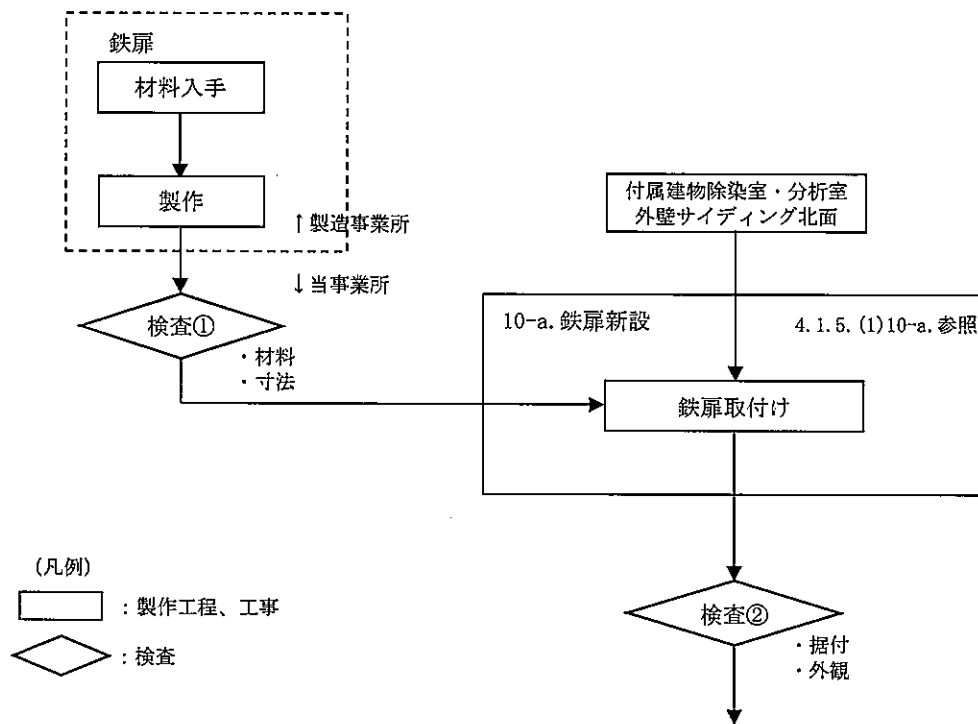 鉄扉
材料入手
製作
↑製造事業所
↓当事業所
検査①
・材料
・寸法
付属建物除染室・分析室
外壁サイディング北面
10-a.鉄扉新設
4.1.5.(1)10-a.参照
鉄扉取付け
検査②
・据付
・外観
(凡例)
：製作工程、工事
：検査